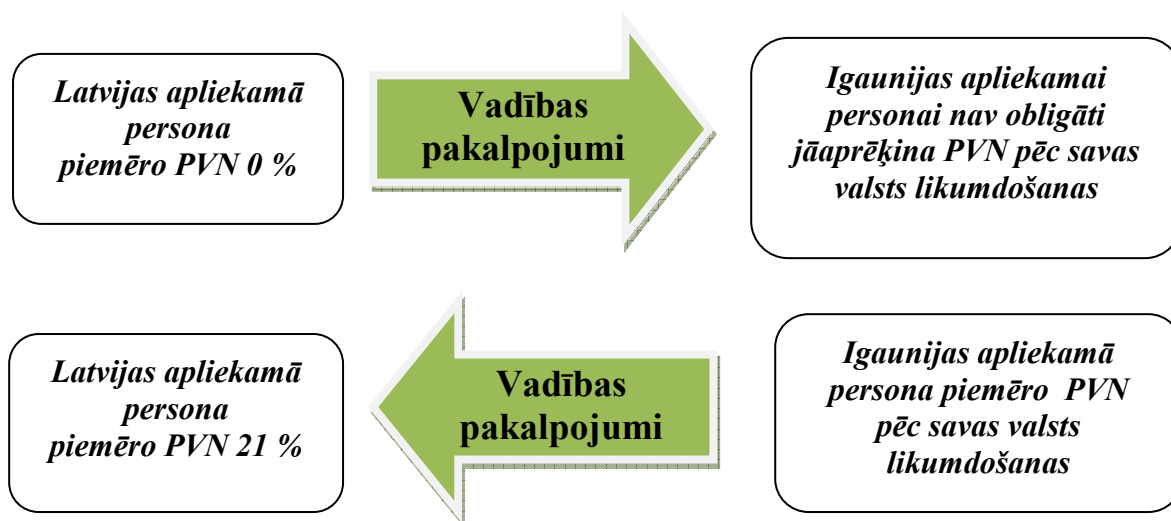 Latvijas apliekamā
persona
piemēro PVN 0 %
Vadības
pakalpojumi
Igaunijas apliekamai
personai nav obligāti
jāaprēķina PVN pēc savas
valsts likumdošanas
Latvijas apliekamā
persona
piemēro PVN 21 %
Vadības
pakalpojumi
Igaunijas apliekamā
persona piemēro PVN
pēc savas valsts
likumdošanas